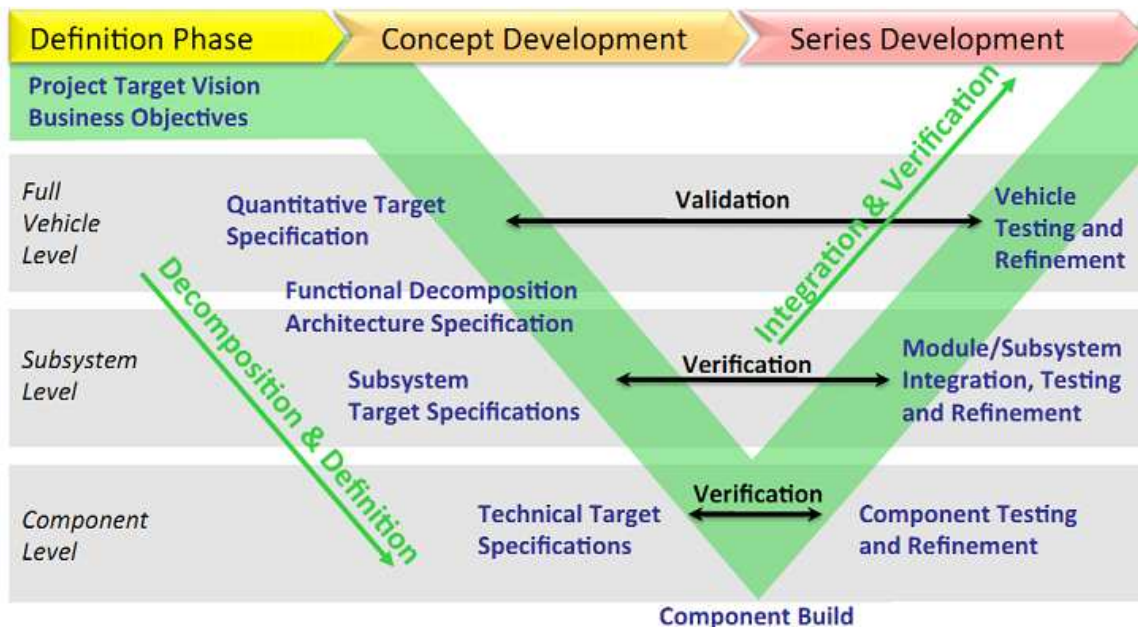 Definition Phase
Concept Development
Series Development
Project Target Vision
Business Objectives
Full
Vehicle
Level
Quantitative Target
Specification
Validation
Vehicle
Testing and
Refinement
Integration & Verification
Decomposition & Definition
Functional Decomposition
Architecture Specification
Subsystem
Level
Subsystem
Target Specifications
Verification
Module/Subsystem
Integration, Testing
and Refinement
Component
Level
Technical Target
Specifications
Verification
Component Testing
and Refinement
Component Build